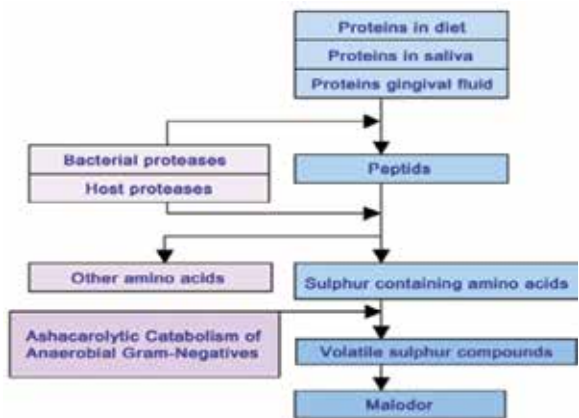 Proteins in diet
Proteins in saliva
Proteins gingival fluid
Bacterial proteases
Host proteases
Peptids
Other amino acids
Sulphur containing amino acids
Ashacarolytic Catabolism of
Anaerobial Gram-Negatives
Volatile sulphur compounds
Malodor